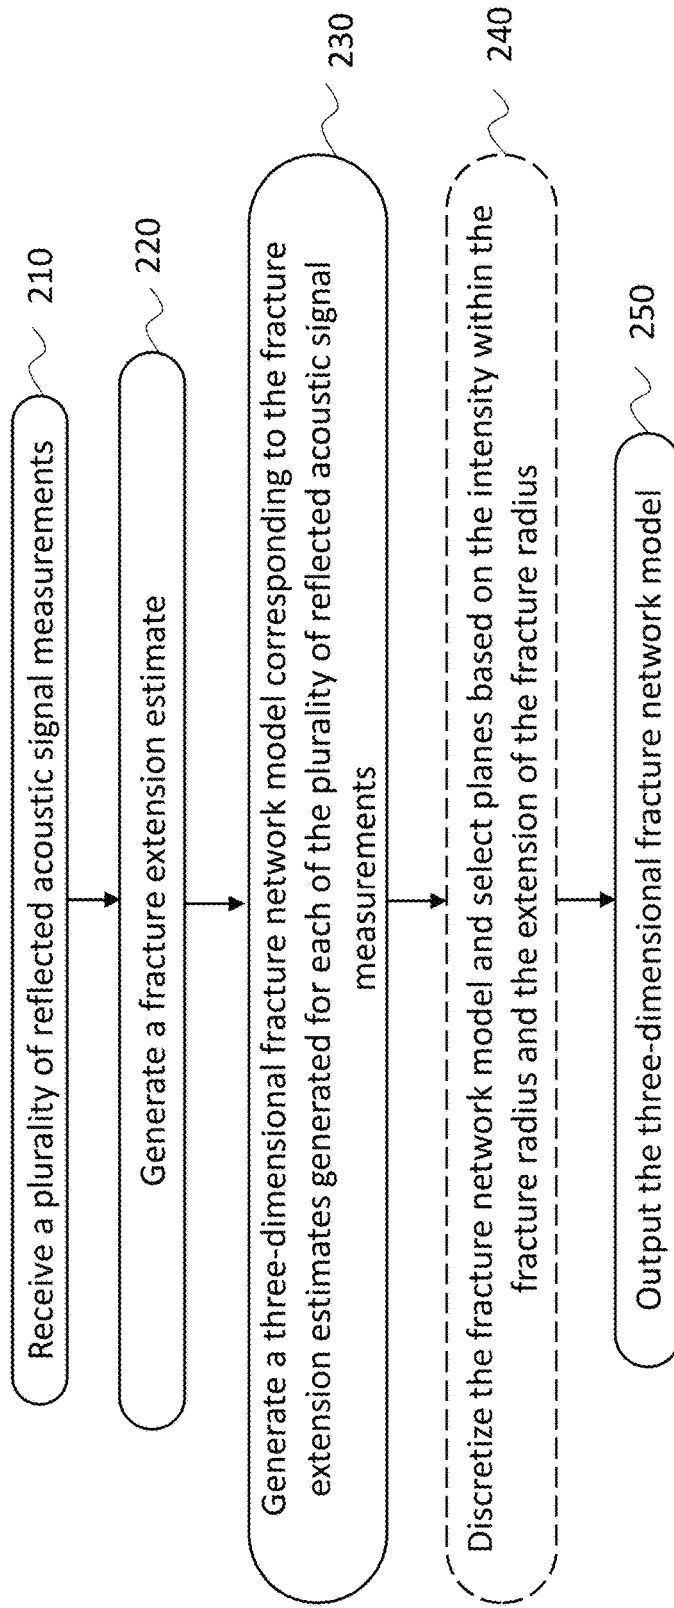 Receive a plurality of reflected acoustic signal measurements
210
Generate a fracture extension estimate
220
Generate a three-dimensional fracture network model corresponding to the fracture
extension estimates generated for each of the plurality of reflected acoustic signal
measurements
230
Discretize the fracture network model and select planes based on the intensity within the
fracture radius and the extension of the fracture radius
240
Output the three-dimensional fracture network model
250